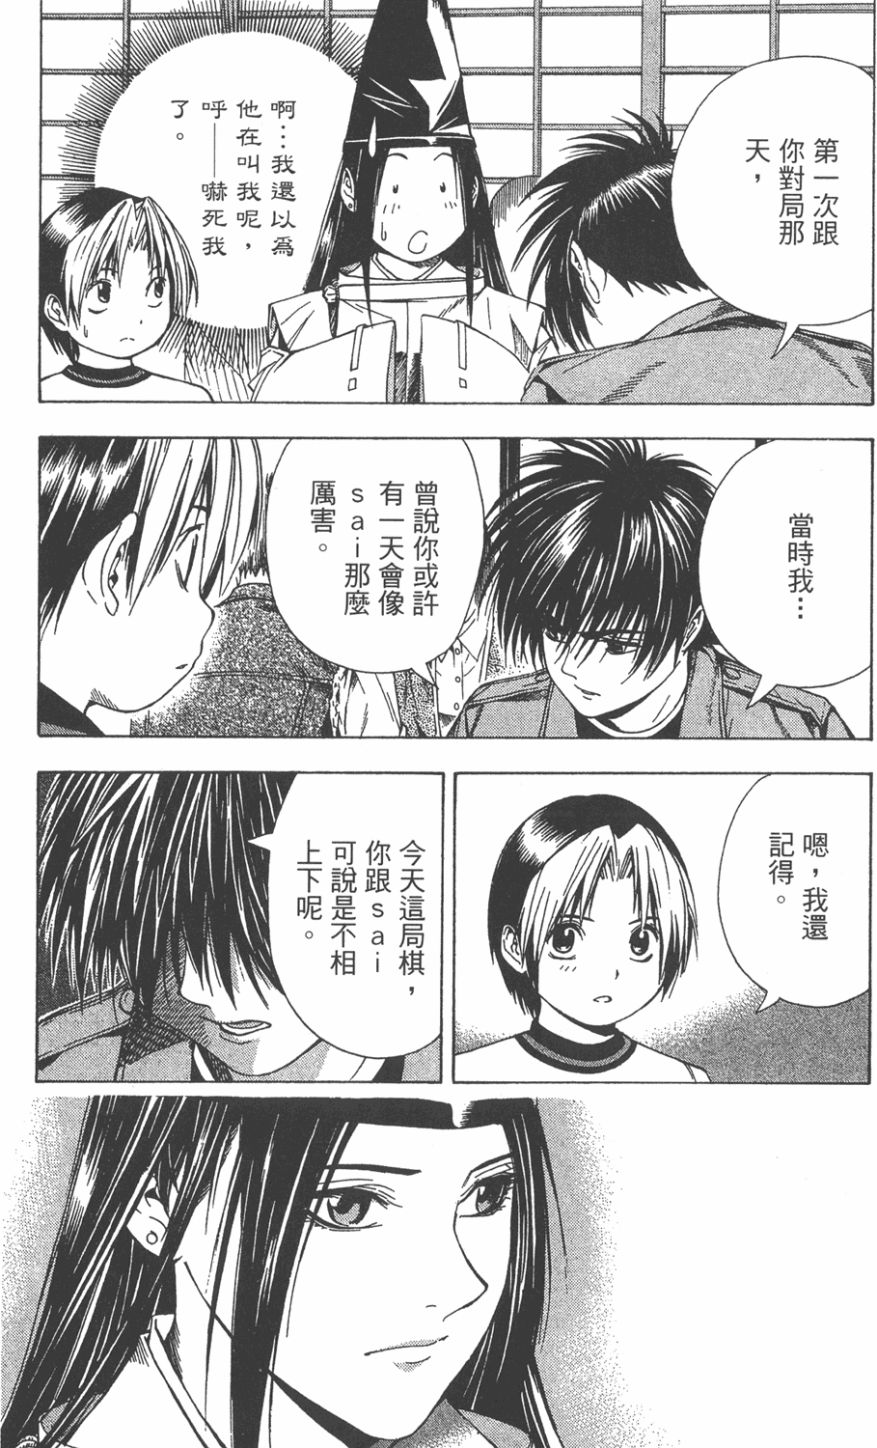 第一次跟
你對局那
天，
啊…我還以為
他在叫我呢，
呼——嚇死我
了。
當時我…
曾說你或許
有一天會像
sai那麼
厲害。
嗯，我還
記得。
今天這局棋，
你跟sai
可說是不相
上下呢。